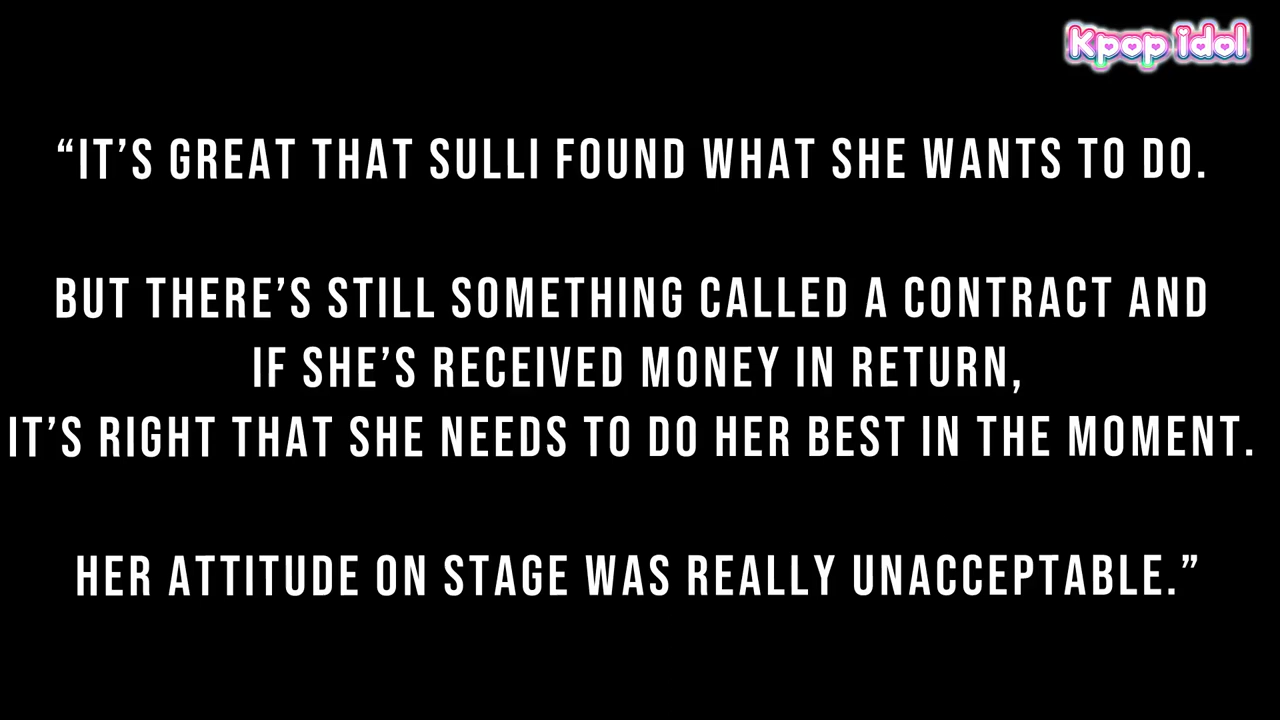 Kpop idol
“IT’S GREAT THAT SULLI FOUND WHAT SHE WANTS TO DO.
BUT THERE’S STILL SOMETHING CALLED A CONTRACT AND
IF SHE’S RECEIVED MONEY IN RETURN,
IT’S RIGHT THAT SHE NEEDS TO DO HER BEST IN THE MOMENT.
HER ATTITUDE ON STAGE WAS REALLY UNACCEPTABLE.”